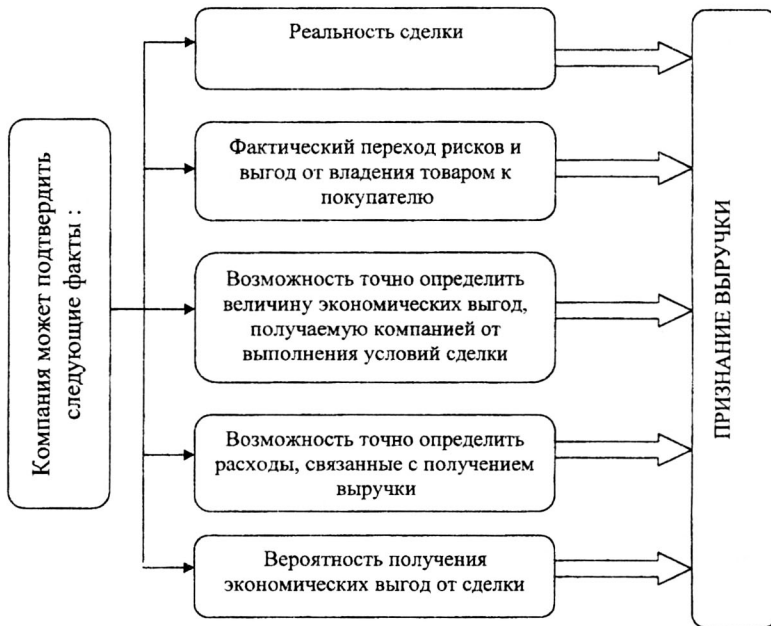 Компания может подтвердить
следующие факты :
Реальность сделки
Фактический переход рисков и
выгод от владения товаром к
покупателю
Возможность точно определить
величину экономических выгод,
получаемую компанией от
выполнения условий сделки
Возможность точно определить
расходы, связанные с получением
выручки
Вероятность получения
экономических выгод от сделки
ПРИЗНАНИЕ ВЫРУЧКИ